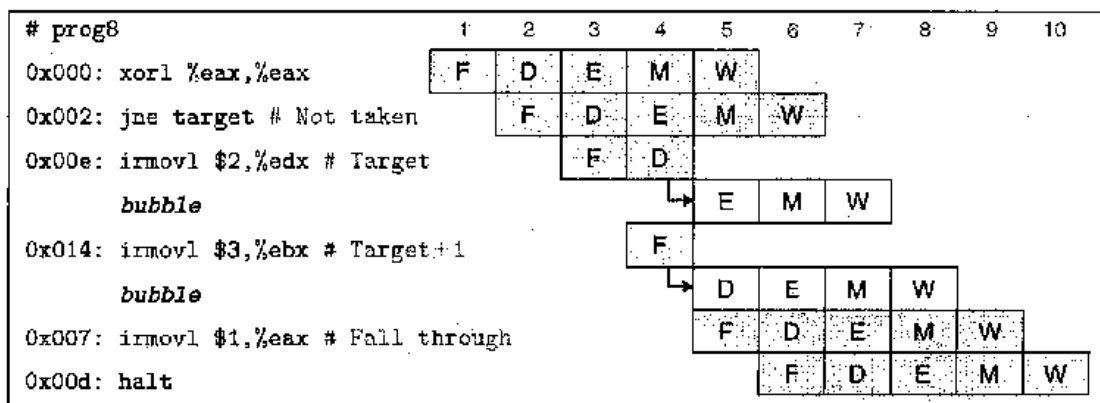 # prog8 1 2 3 4 5 6 7 8 9 10
0x000: xorl %eax,%eax F D E M W
0x002: jne target # Not taken F D E M W
0x00e: irmovl $2,%edx # Target F D
bubble E M W
0x014: irmovl $3,%ebx # Target+1 F
bubble D E M W
0x007: irmovl $1,%eax # Fall through F D E M W
0x00d: halt F D E M W